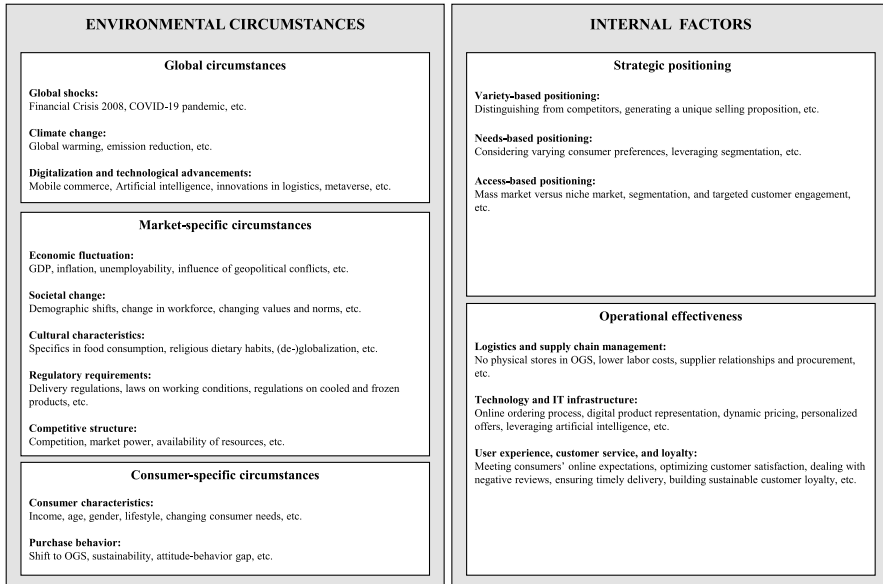 ENVIRONMENTAL CIRCUMSTANCES
Global circumstances
Global shocks:
Financial Crisis 2008, COVID-19 pandemic, etc.
Climate change:
Global warming, emission reduction, etc.
Digitalization and technological advancements:
Mobile commerce, Artificial intelligence, innovations in logistics, metaverse, etc.
Market-specific circumstances
Economic fluctuation:
GDP, inflation, unemployability, influence of geopolitical conflicts, etc.
Societal change:
Demographic shifts, change in workforce, changing values and norms, etc.
Cultural characteristics:
Specifics in food consumption, religious dietary habits, (de-)globalization, etc.
Regulatory requirements:
Delivery regulations, laws on working conditions, regulations on cooled and frozen
products, etc.
Competitive structure:
Competition, market power, availability of resources, etc.
Consumer-specific circumstances
Consumer characteristics:
Income, age, gender, lifestyle, changing consumer needs, etc.
Purchase behavior:
Shift to OGS, sustainability, attitude-behavior gap, etc.
INTERNAL FACTORS
Strategic positioning
Variety-based positioning:
Distinguishing from competitors, generating a unique selling proposition, etc.
Needs-based positioning:
Considering varying consumer preferences, leveraging segmentation, etc.
Access-based positioning:
Mass market versus niche market, segmentation, and targeted customer engagement,
etc.
Operational effectiveness
Logistics and supply chain management:
No physical stores in OGS, lower labor costs, supplier relationships and procurement,
etc.
Technology and IT infrastructure:
Online ordering process, digital product representation, dynamic pricing, personalized
offers, leveraging artificial intelligence, etc.
User experience, customer service, and loyalty:
Meeting consumers' online expectations, optimizing customer satisfaction, dealing with
negative reviews, ensuring timely delivery, building sustainable customer loyalty, etc.